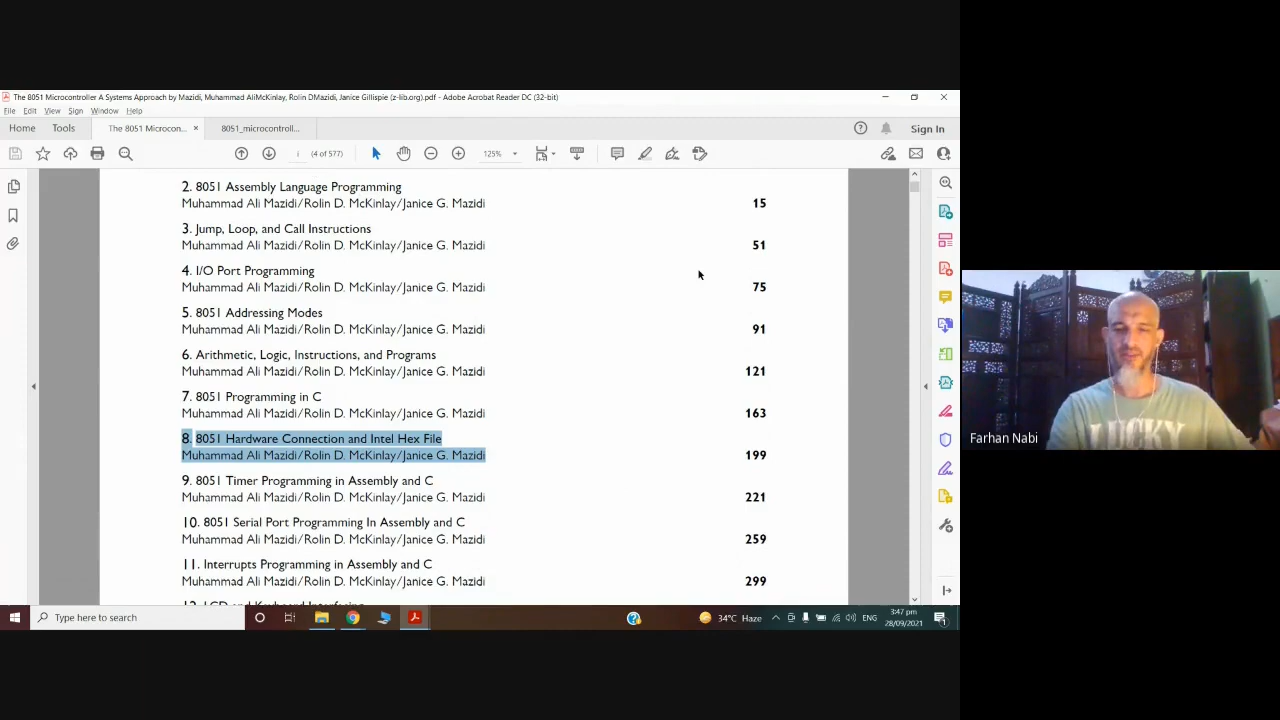 The 8051 Microcontroller A Systems Approach by Mazidi, Muhammad AliMcKinlay, Rolin DMazidi, Janice Gillispie (z-lib.org).pdf - Adobe Acrobat Reader DC (32-bit)
File Edit View Sign Window Help
Home Tools The 8051 Microcon... × 8051_microcontroll... Sign In
i (4 of 577) 125%
2. 8051 Assembly Language Programming
Muhammad Ali Mazidi/Rolin D. McKinlay/Janice G. Mazidi 15
3. Jump, Loop, and Call Instructions
Muhammad Ali Mazidi/Rolin D. McKinlay/Janice G. Mazidi 51
4. I/O Port Programming
Muhammad Ali Mazidi/Rolin D. McKinlay/Janice G. Mazidi 75
5. 8051 Addressing Modes
Muhammad Ali Mazidi/Rolin D. McKinlay/Janice G. Mazidi 91
6. Arithmetic, Logic, Instructions, and Programs
Muhammad Ali Mazidi/Rolin D. McKinlay/Janice G. Mazidi 121
7. 8051 Programming in C
Muhammad Ali Mazidi/Rolin D. McKinlay/Janice G. Mazidi 163
8. 8051 Hardware Connection and Intel Hex File
Muhammad Ali Mazidi/Rolin D. McKinlay/Janice G. Mazidi 199
9. 8051 Timer Programming in Assembly and C
Muhammad Ali Mazidi/Rolin D. McKinlay/Janice G. Mazidi 221
10. 8051 Serial Port Programming In Assembly and C
Muhammad Ali Mazidi/Rolin D. McKinlay/Janice G. Mazidi 259
11. Interrupts Programming in Assembly and C
Muhammad Ali Mazidi/Rolin D. McKinlay/Janice G. Mazidi 299
12. LCD and Keyboard Interfacing
Type here to search
34°C Haze
ENG
3:47 pm
28/09/2021
LUCKY
Farhan Nabi